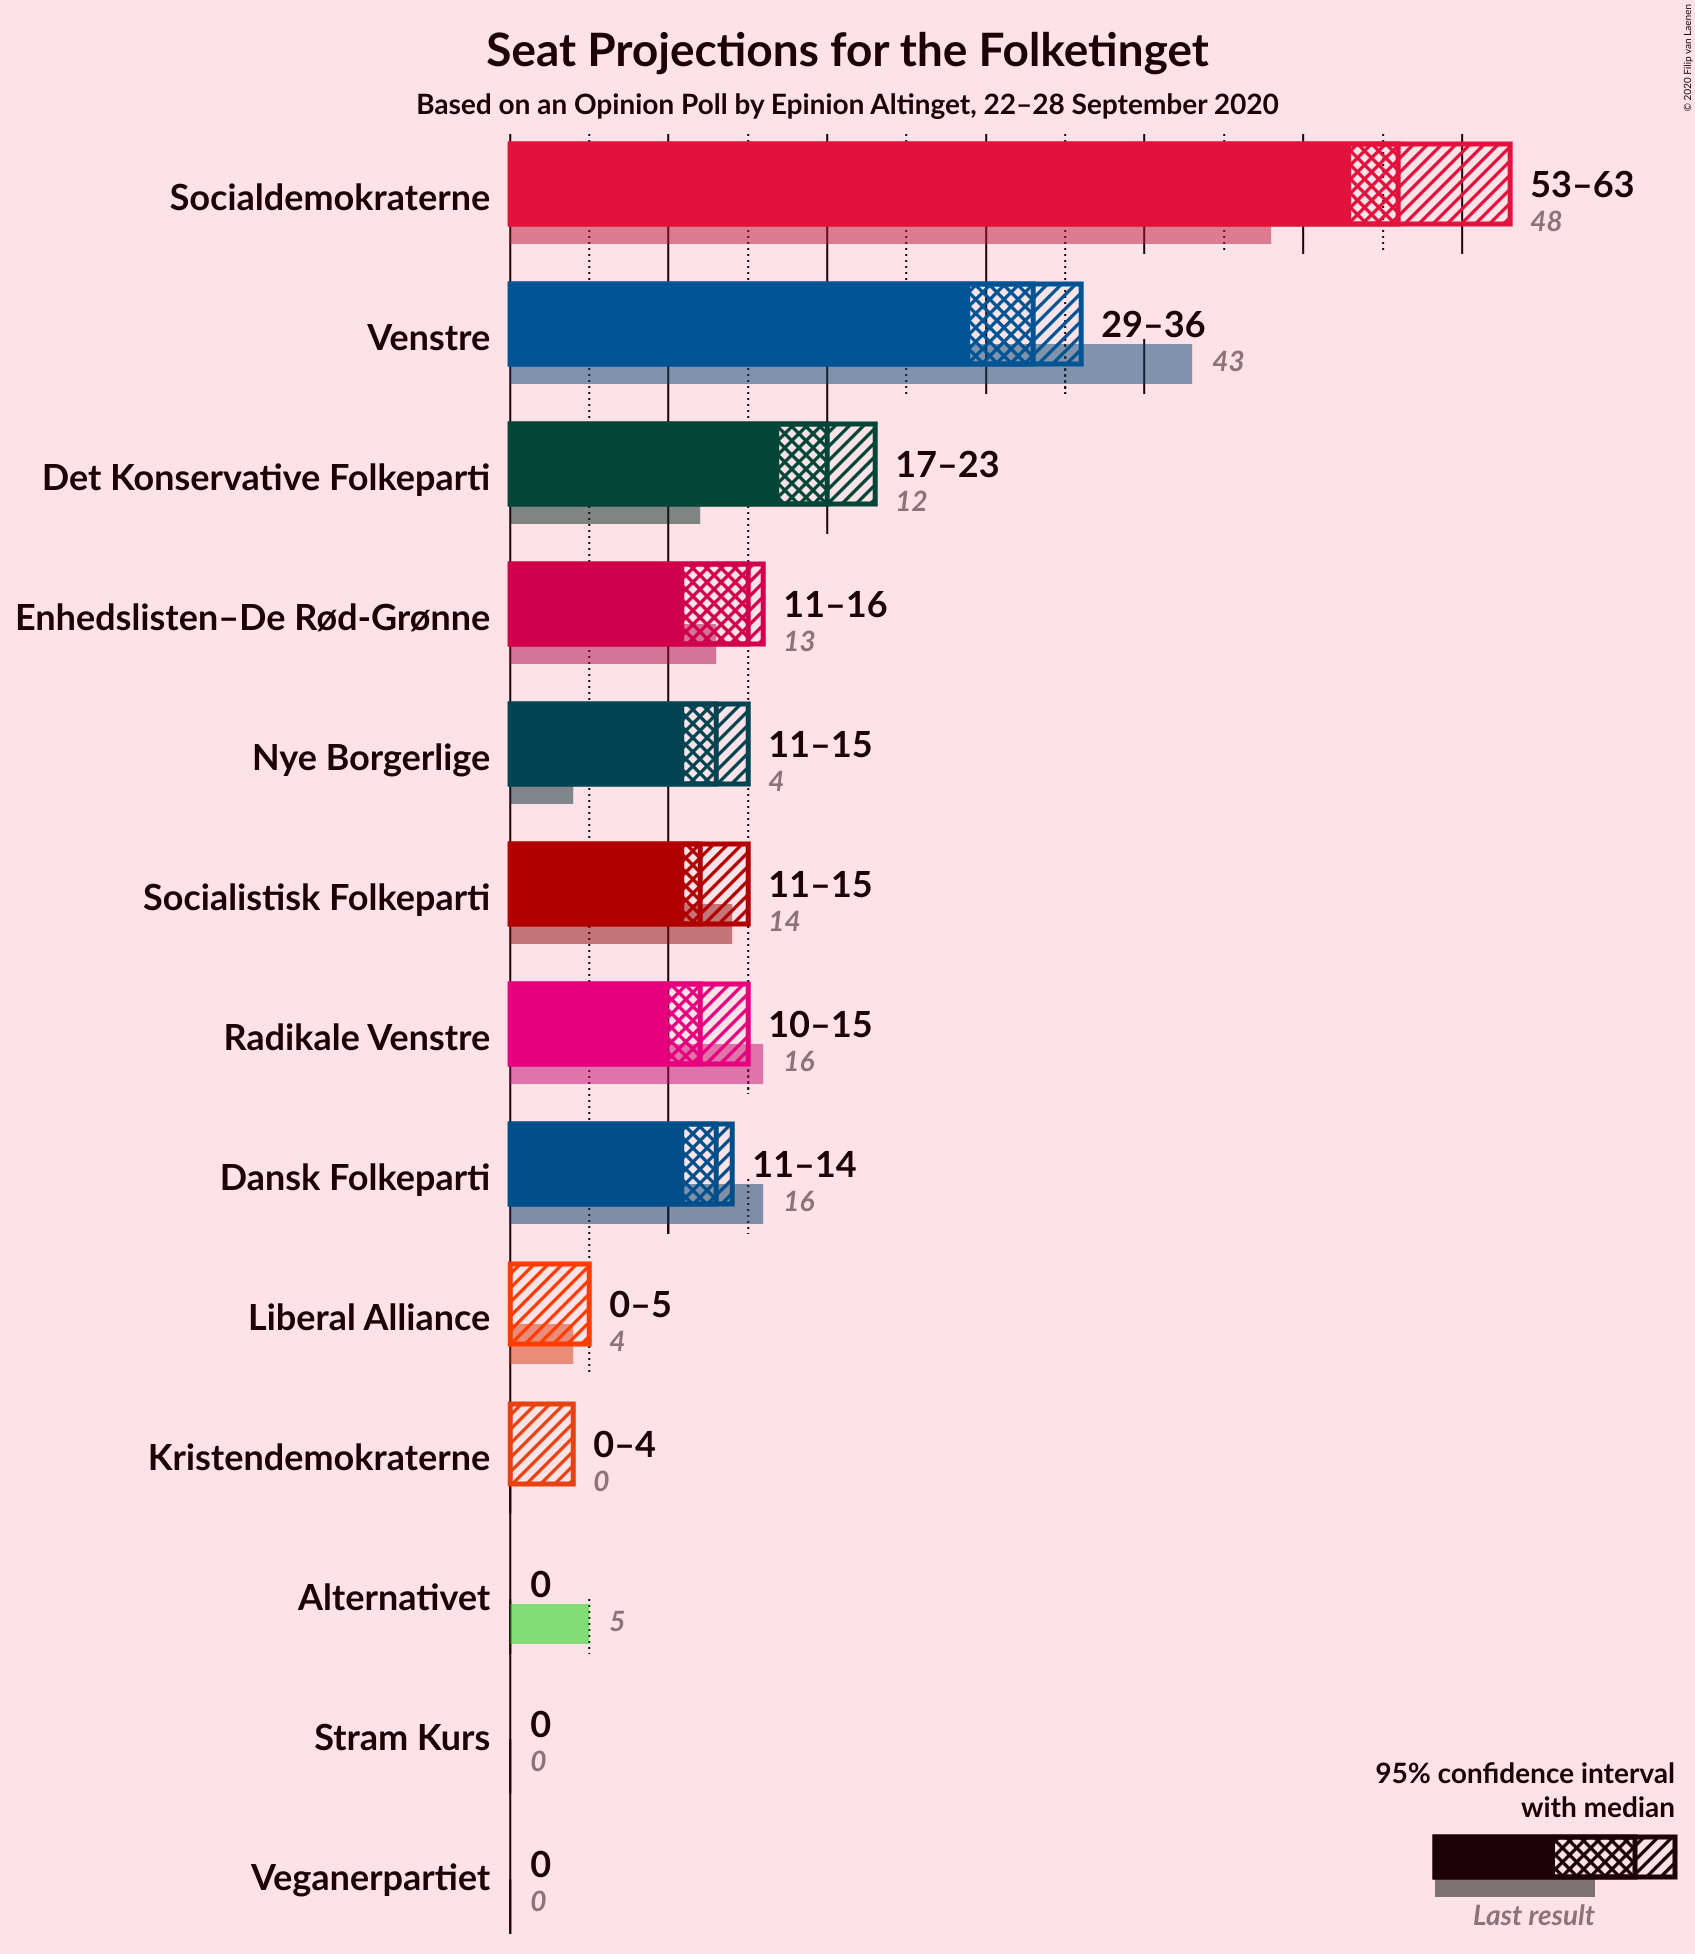 Seat Projections for the Folketinget
Based on an Opinion Poll by Epinion Altinget, 22–28 September 2020
© 2020 Filip van Laenen
Socialdemokraterne
53–63
48
Venstre
29–36
43
Det Konservative Folkeparti
17–23
12
Enhedslisten–De Rød-Grønne
11–16
13
Nye Borgerlige
11–15
4
Socialistisk Folkeparti
11–15
14
Radikale Venstre
10–15
16
Dansk Folkeparti
11–14
16
Liberal Alliance
0–5
4
Kristendemokraterne
0–4
0
Alternativet
0
5
Stram Kurs
0
0
Veganerpartiet
0
0
95% confidence interval
with median
Last result